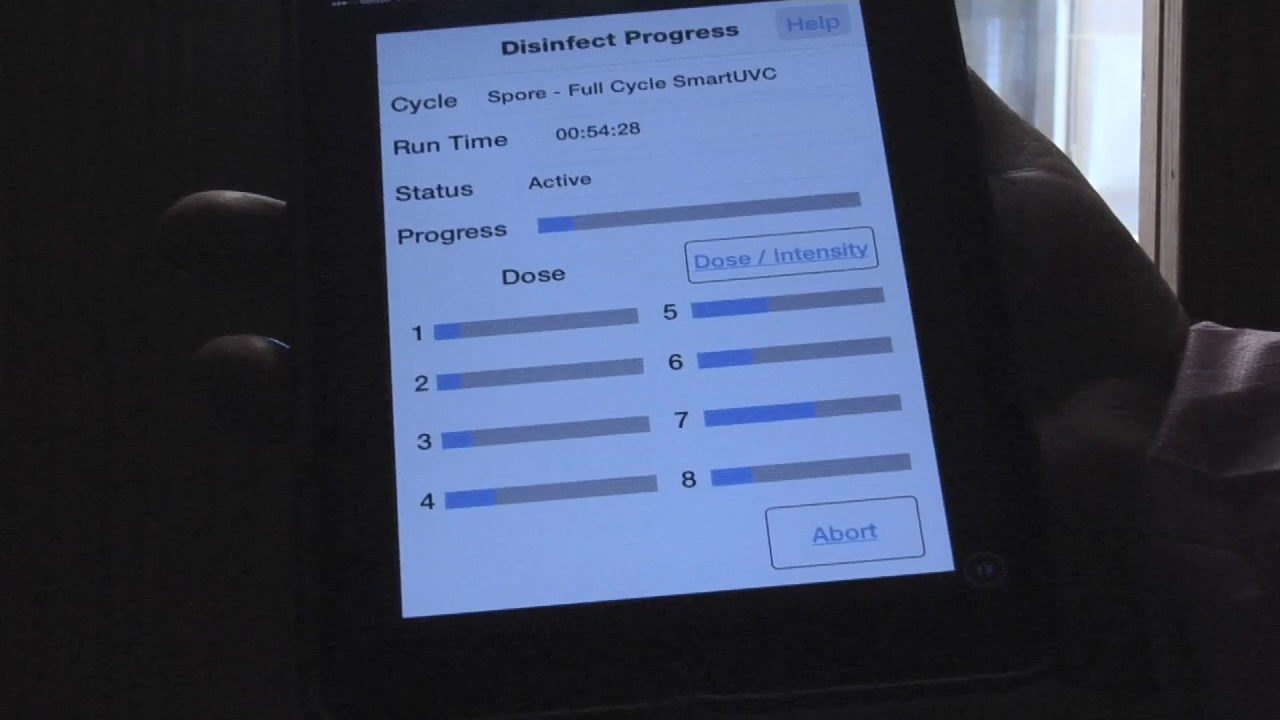 Disinfect Progress Help
Cycle Spore - Full Cycle SmartUVC
Run Time 00:54:28
Status Active
Progress
Dose Dose / Intensity
1 5
2 6
3 7
4 8
Abort